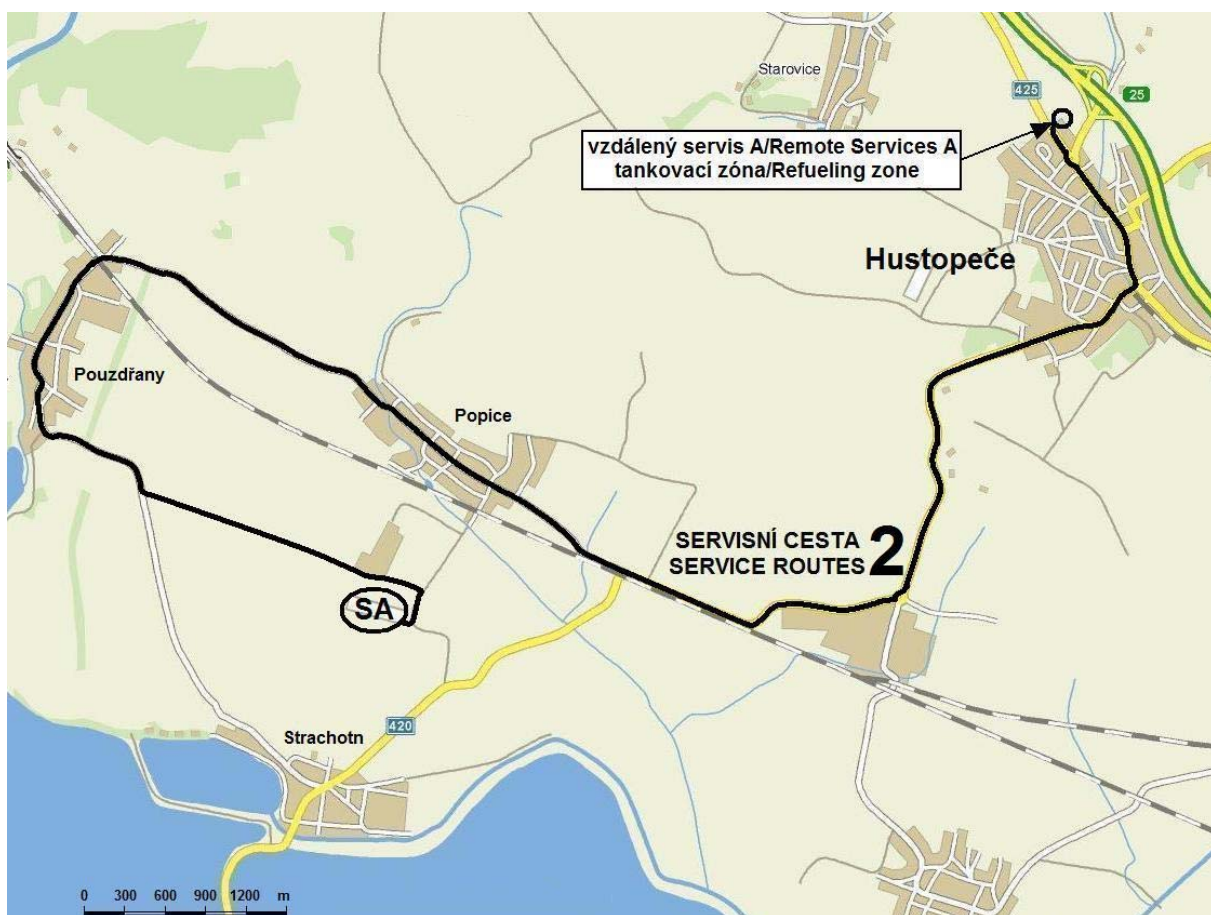 Starovice
425
25
vzdálený servis A/Remote Services A
tankovací zóna/Refueling zone
Hustopeče
Pouzdřany
Popice
SERVISNÍ CESTA
SERVICE ROUTES 2
SA
420
Strachotn
0 300 600 900 1200 m